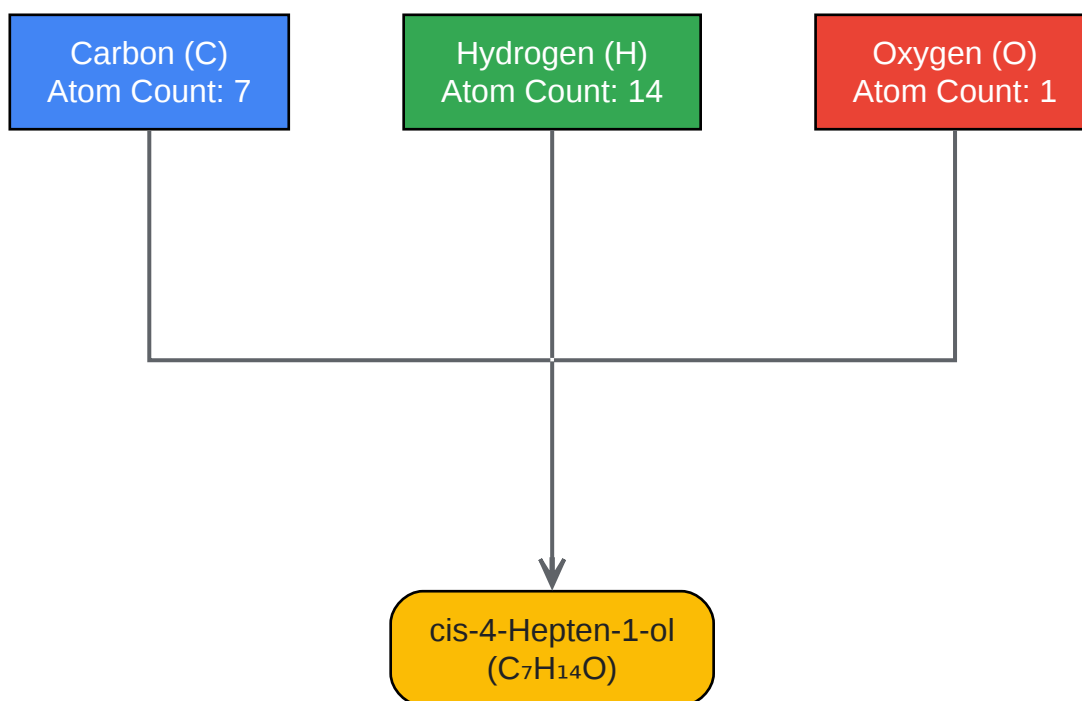 Carbon (C)
Atom Count: 7
Hydrogen (H)
Atom Count: 14
Oxygen (O)
Atom Count: 1
cis-4-Hepten-1-ol
(C₇H₁₄O)